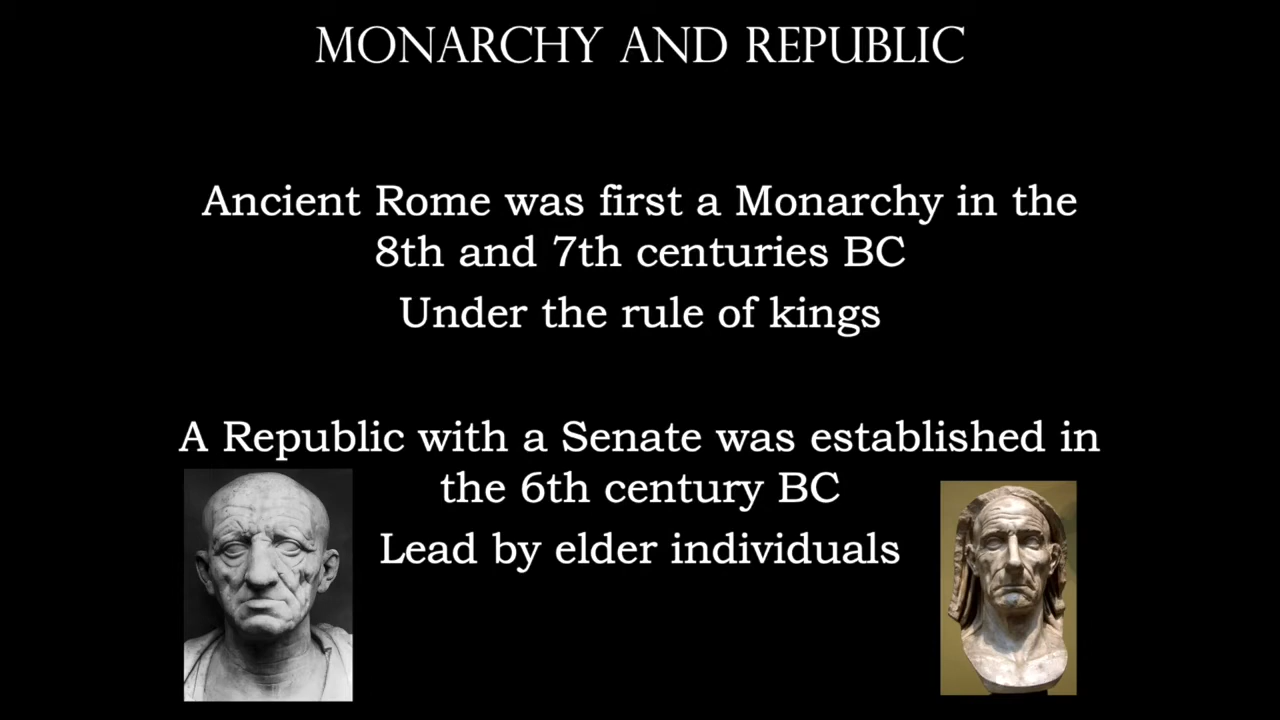 MONARCHY AND REPUBLIC
Ancient Rome was first a Monarchy in the
8th and 7th centuries BC
Under the rule of kings
A Republic with a Senate was established in
the 6th century BC
Lead by elder individuals